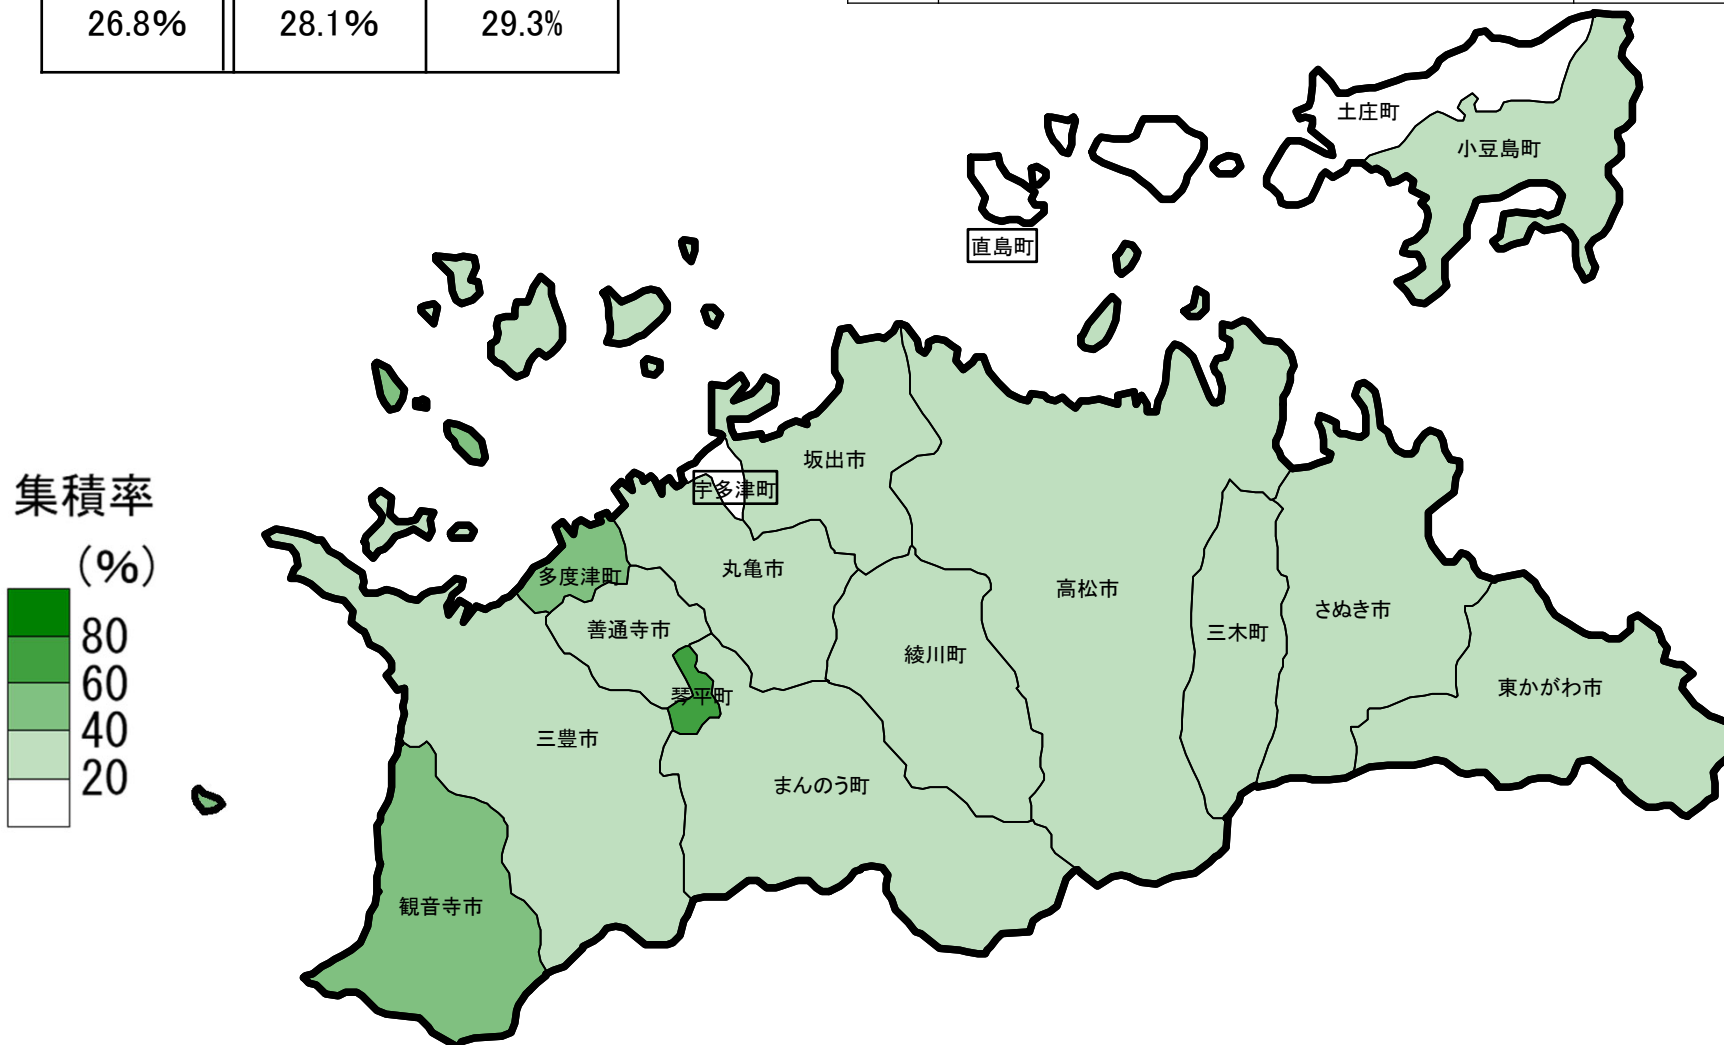 26.8% 28.1% 29.3%
土庄町
小豆島町
直島町
坂出市
宇多津町
集積率
(%)
80
60
40
20
多度津町
丸亀市
高松市
さぬき市
善通寺市
三木町
綾川町
琴平町
東かがわ市
三豊市
まんのう町
観音寺市